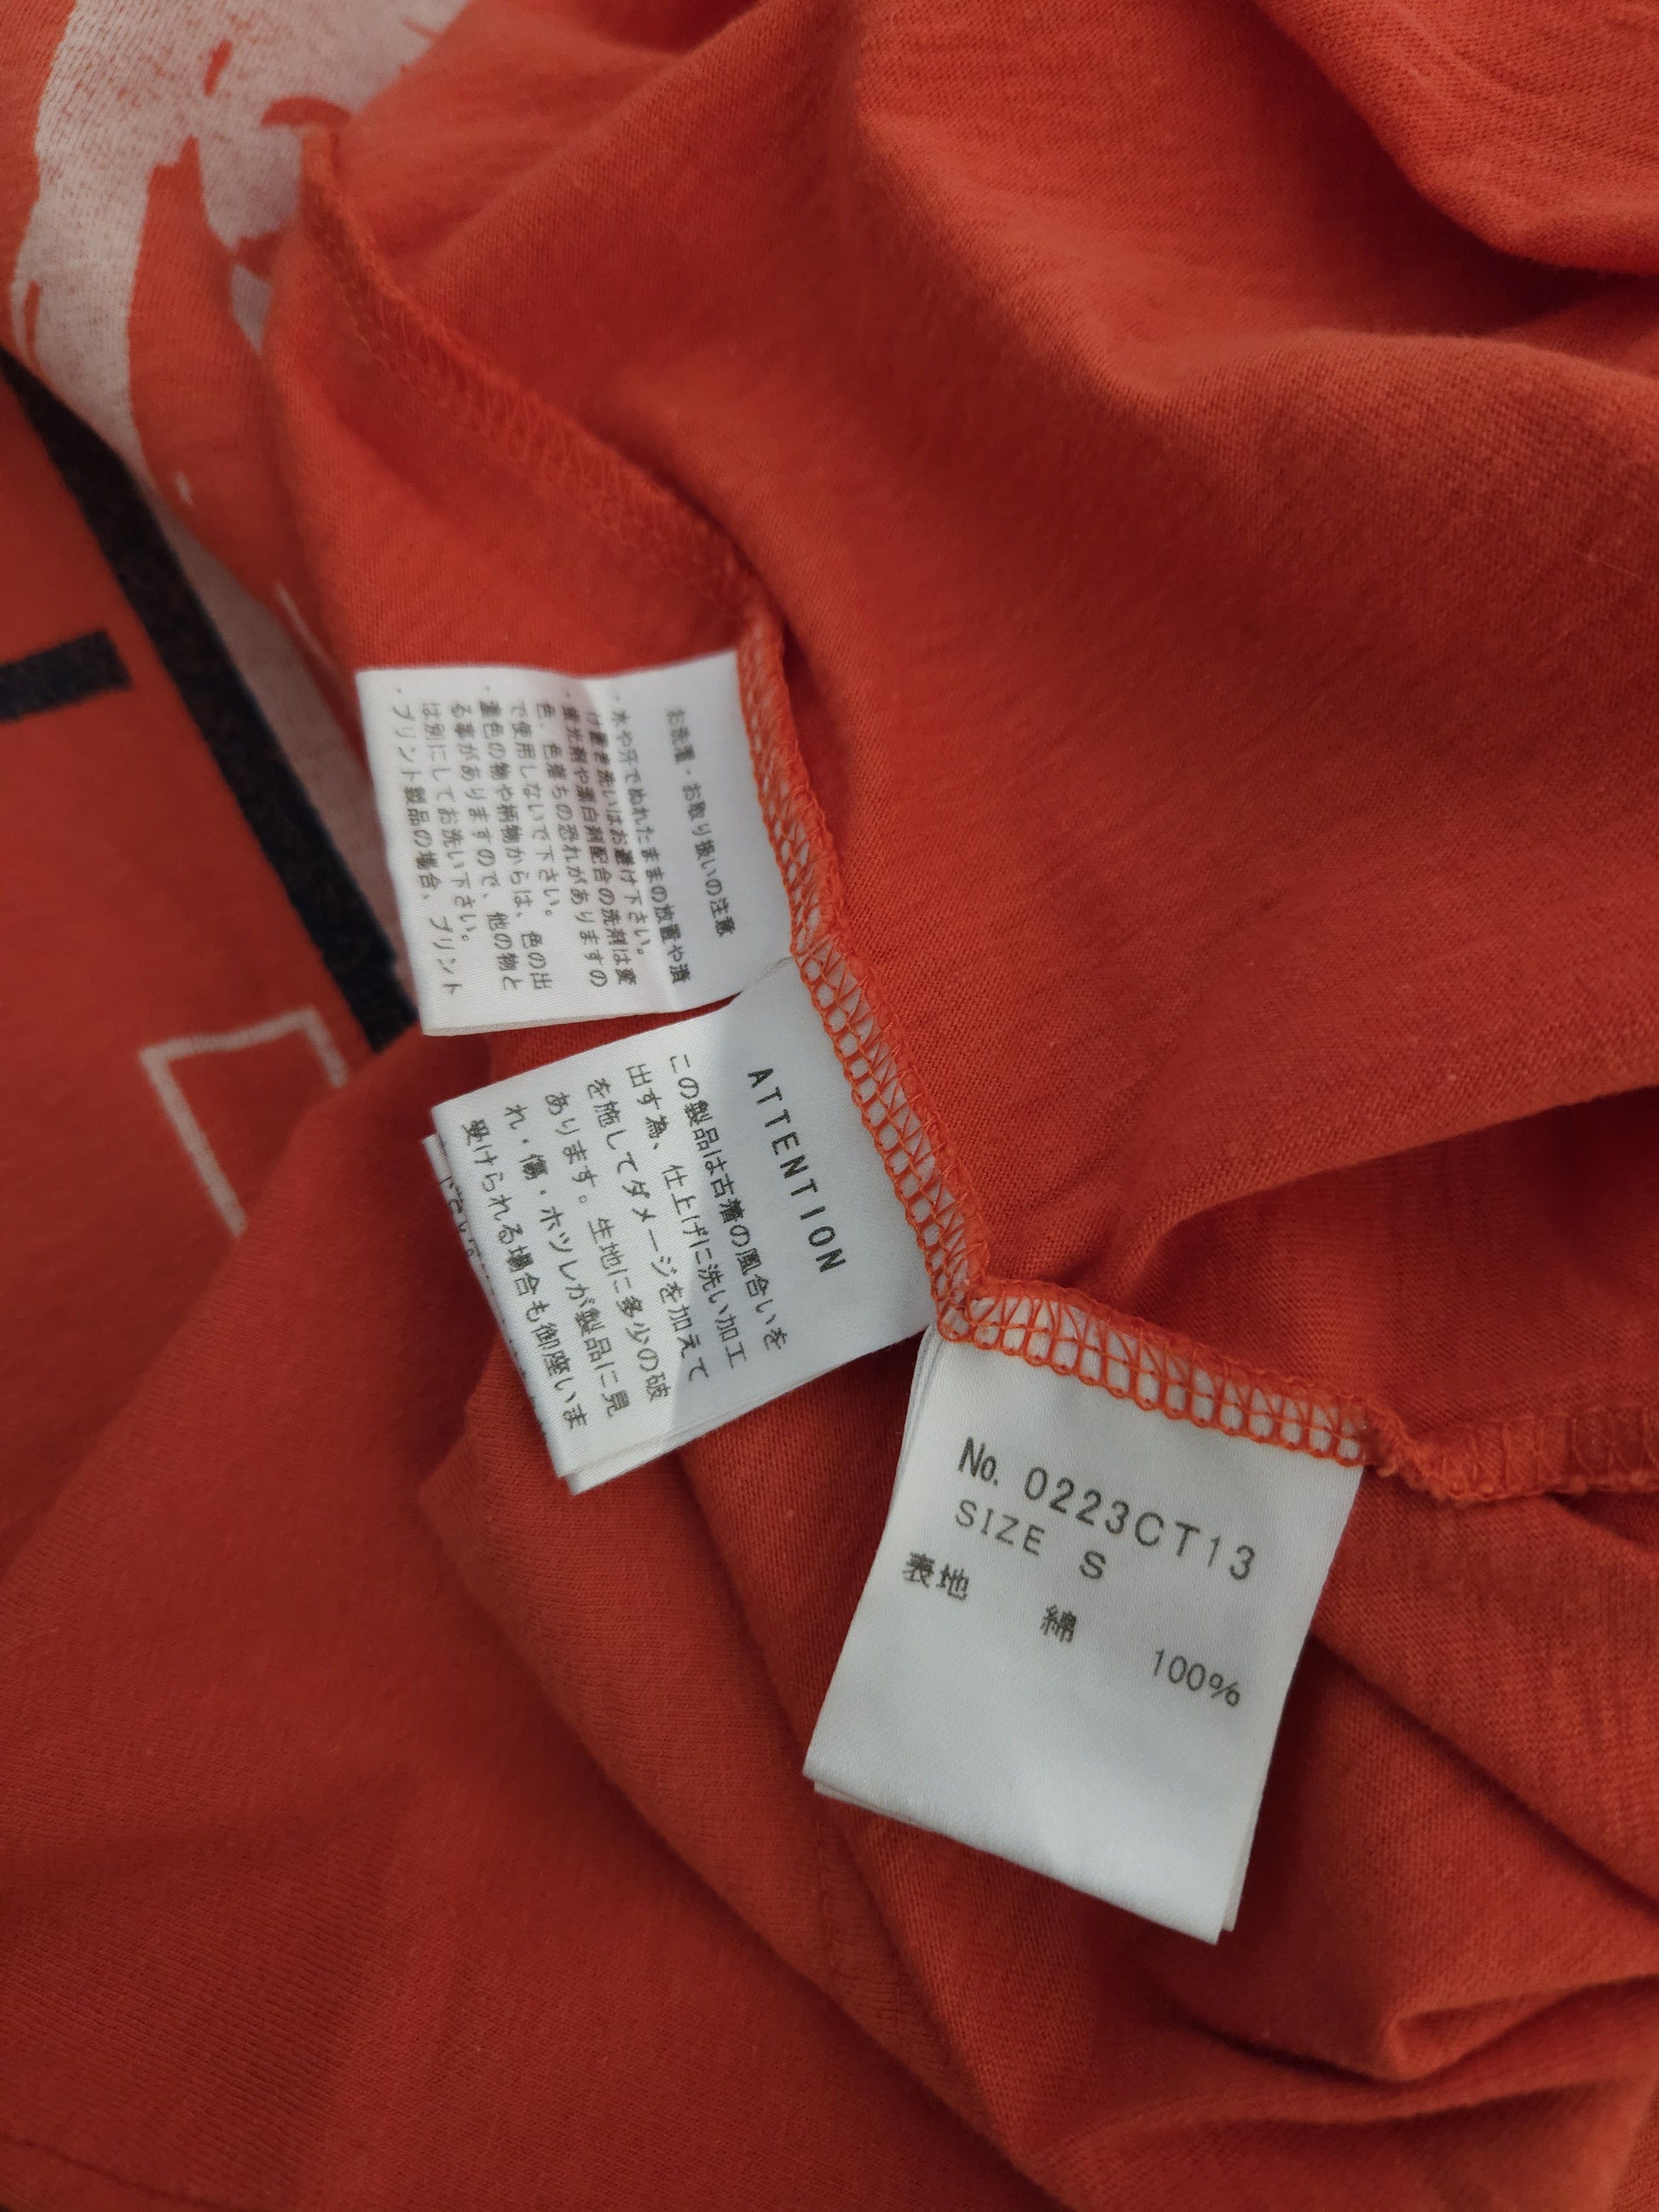 お洗濯・お取り扱いの注意
・水や汗でぬれたままの放置や漬
け置き洗いはお避け下さい。
・蛍光剤や漂白剤配合の洗剤は変
色、色落ちの恐れがありますの
で使用しないで下さい。
・濃色の物や柄物からは、色の出
る事がありますので、他の物と
は別にしてお洗い下さい。
・プリント製品の場合、プリント
ATTENTION
この製品は古着の風合いを
出す為、仕上げに洗い加工
を施してダメージを加えて
あります。生地に多少の破
れ・傷・ホツレが製品に見
受けられる場合も御座いま
No. 0223CT13
SIZE S
表地 綿 100%